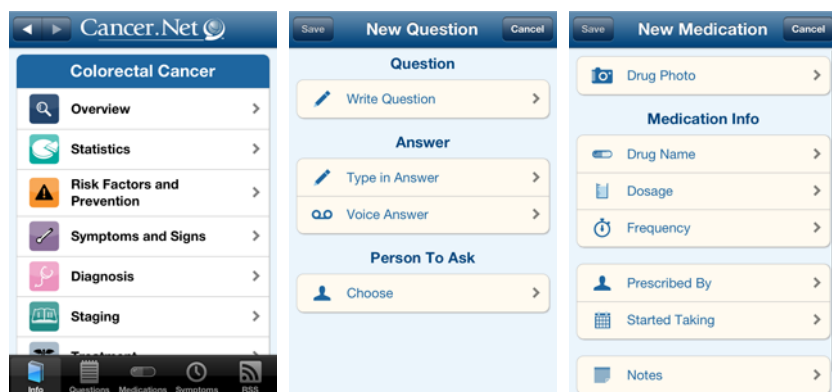 Cancer.Net
Colorectal Cancer
Overview
Statistics
Risk Factors and
Prevention
Symptoms and Signs
Diagnosis
Staging
Treatment
Info Questions Medications Symptoms RSS
Save New Question Cancel
Question
Write Question
Answer
Type in Answer
Voice Answer
Person To Ask
Choose
Save New Medication Cancel
Drug Photo
Medication Info
Drug Name
Dosage
Frequency
Prescribed By
Started Taking
Notes